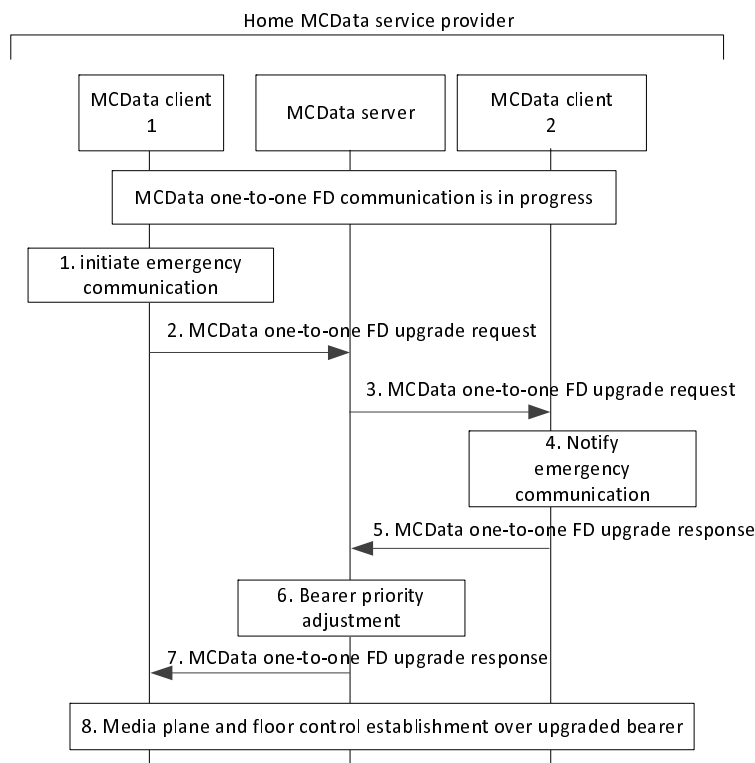 Home MCData service provider
MCData client
1
MCData server
MCData client
2
MCData one-to-one FD communication is in progress
1. initiate emergency
communication
2. MCData one-to-one FD upgrade request
3. MCData one-to-one FD upgrade request
4. Notify
emergency
communication
5. MCData one-to-one FD upgrade response
6. Bearer priority
adjustment
7. MCData one-to-one FD upgrade response
8. Media plane and floor control establishment over upgraded bearer